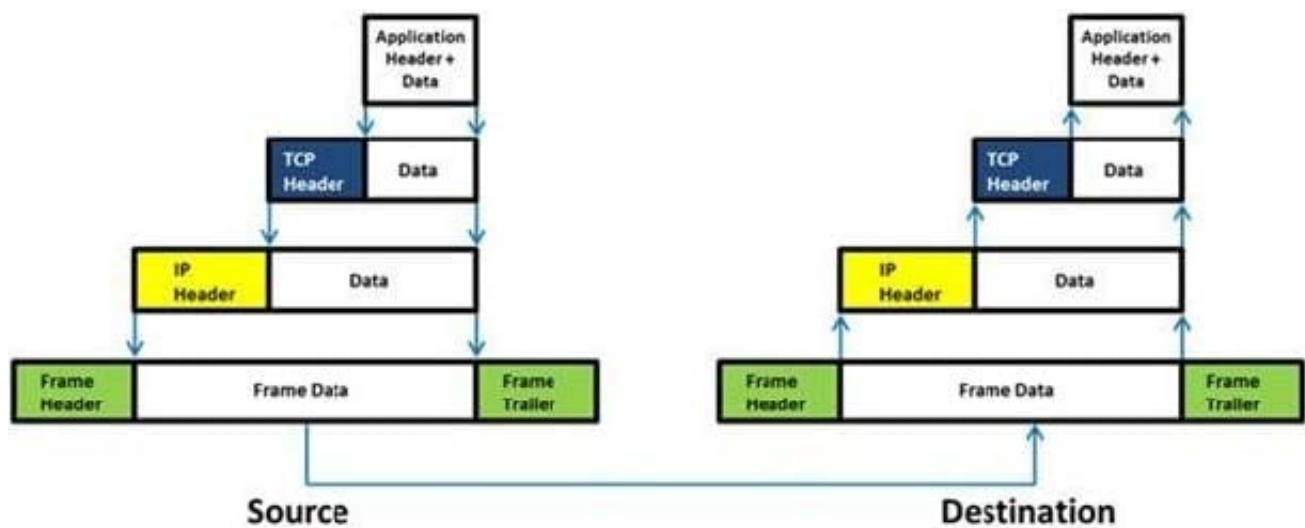 Application
Header +
Data
Application
Header +
Data
TCP
Header
Data
TCP
Header
Data
IP
Header
Data
IP
Header
Data
Frame
Header
Frame Data
Frame
Trailer
Frame
Header
Frame Data
Frame
Trailer
Source
Destination